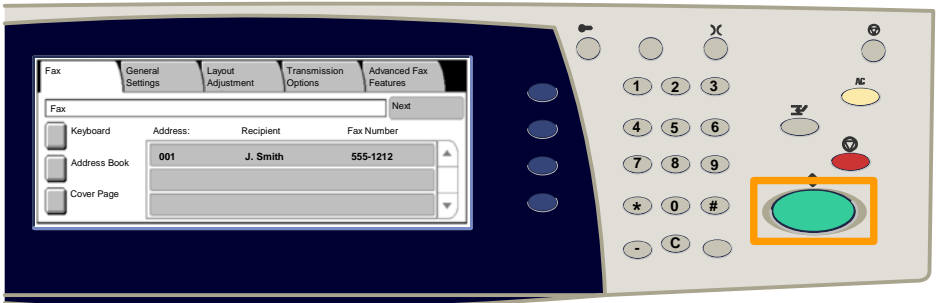 Fax
General Settings
Layout Adjustment
Transmission Options
Advanced Fax Features
Fax
Next
Keyboard
Address Book
Cover Page
Address: Recipient Fax Number
001 J. Smith 555-1212
1 2 3
4 5 6
7 8 9
* 0 #
- C
AC